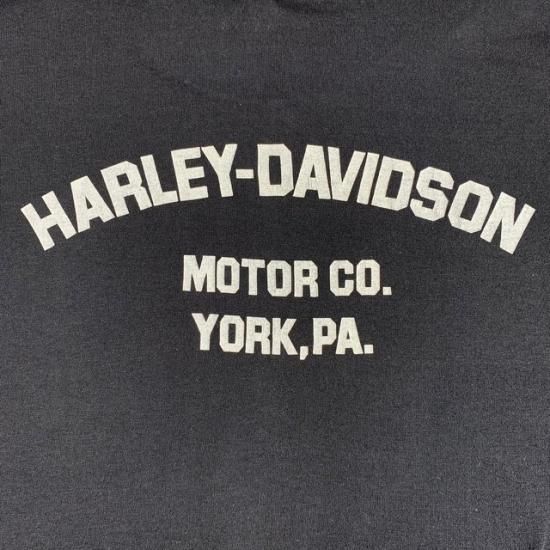 HARLEY-DAVIDSON
MOTOR CO.
YORK, PA.